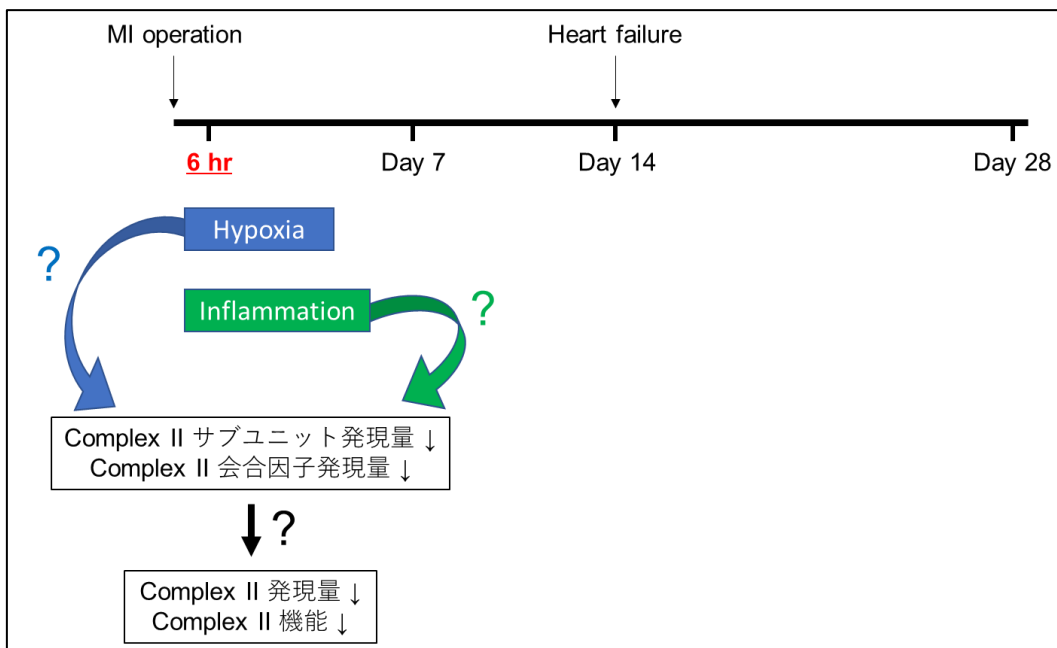 MI operation
Heart failure
6 hr
Day 7
Day 14
Day 28
Hypoxia
?
Inflammation
?
Complex II サブユニット発現量 ↓
Complex II 会合因子発現量 ↓
?
Complex II 発現量 ↓
Complex II 機能 ↓